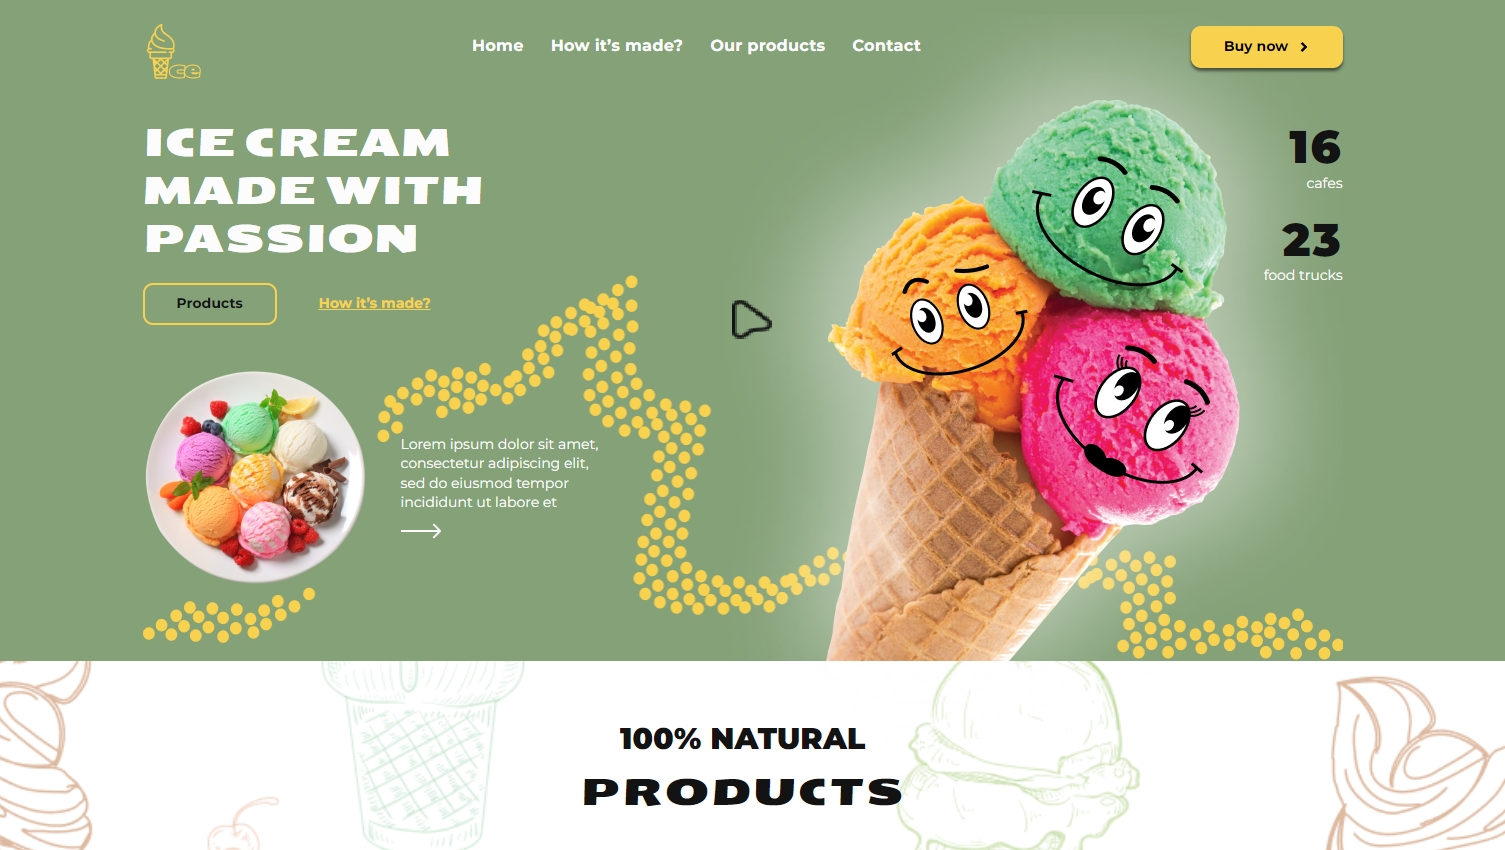 ce
Home
How it's made?
Our products
Contact
Buy now
ICE CREAM
MADE WITH
PASSION
Products
How it's made?
16
cafes
23
food trucks
Lorem ipsum dolor sit amet,
consectetur adipiscing elit,
sed do eiusmod tempor
incididunt ut labore et
100% NATURAL
PRODUCTS